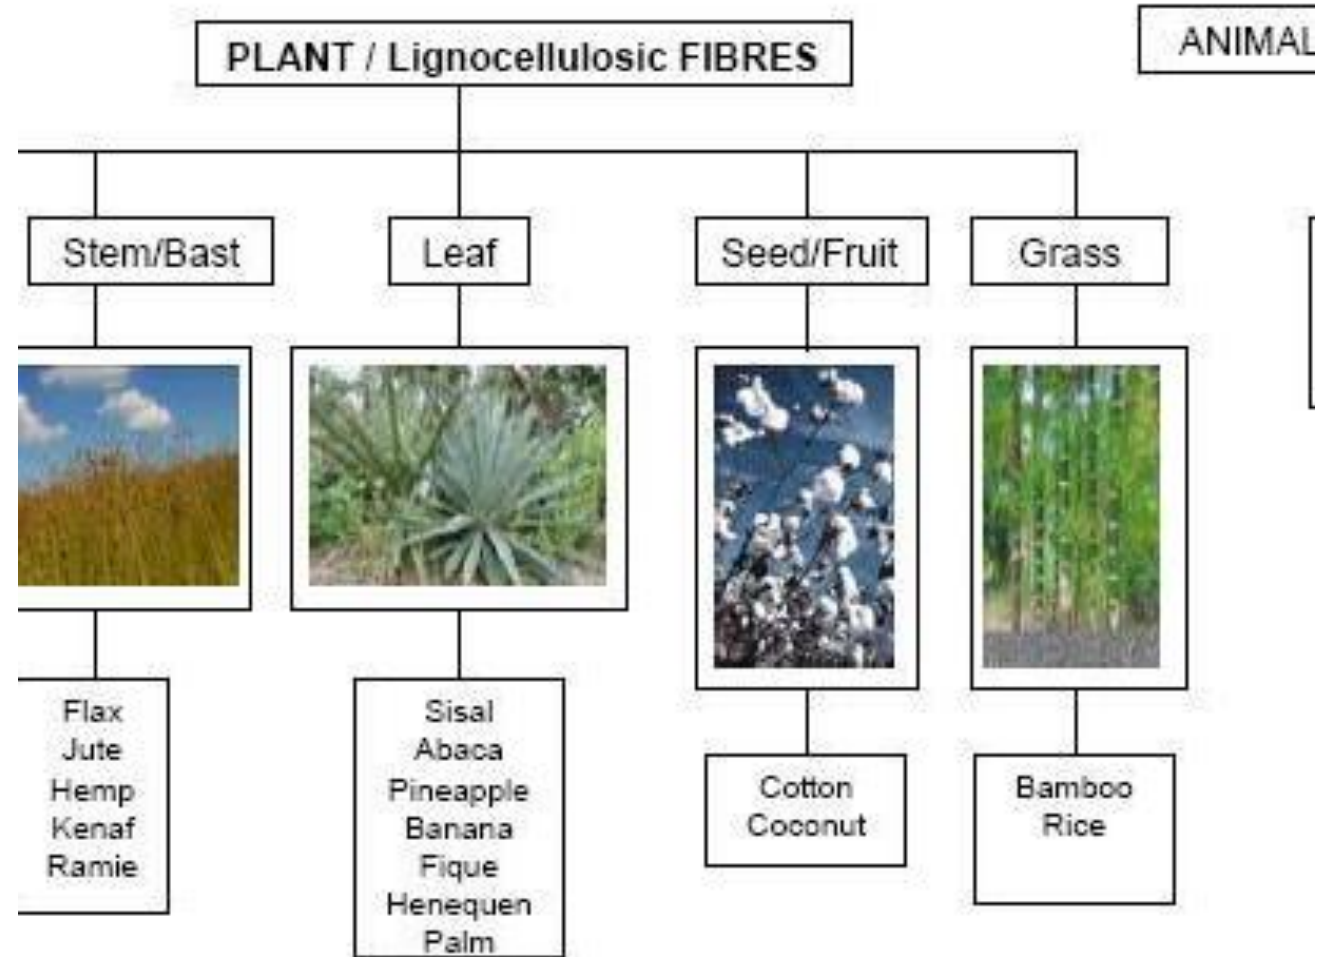 PLANT / Lignocellulosic FIBRES
ANIMAL
Stem/Bast
Leaf
Seed/Fruit
Grass
Flax
Jute
Hemp
Kenaf
Ramie
Sisal
Abaca
Pineapple
Banana
Fique
Henequen
Palm
Cotton
Coconut
Bamboo
Rice